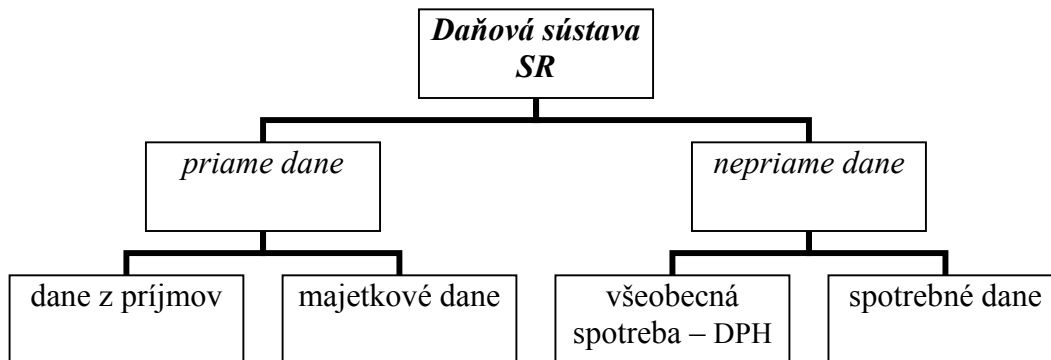 Daňová sústava
SR
priame dane
nepriame dane
dane z príjmov
majetkové dane
všeobecná
spotreba – DPH
spotrebné dane